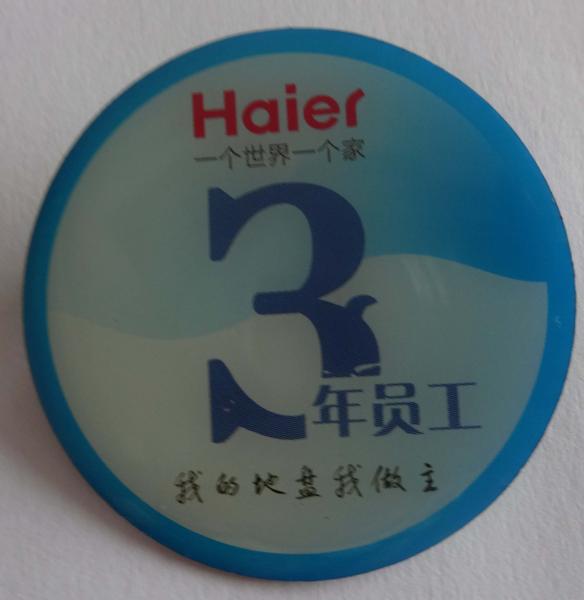 Haier
一个世界一个家
3年员工
我的地盘我做主